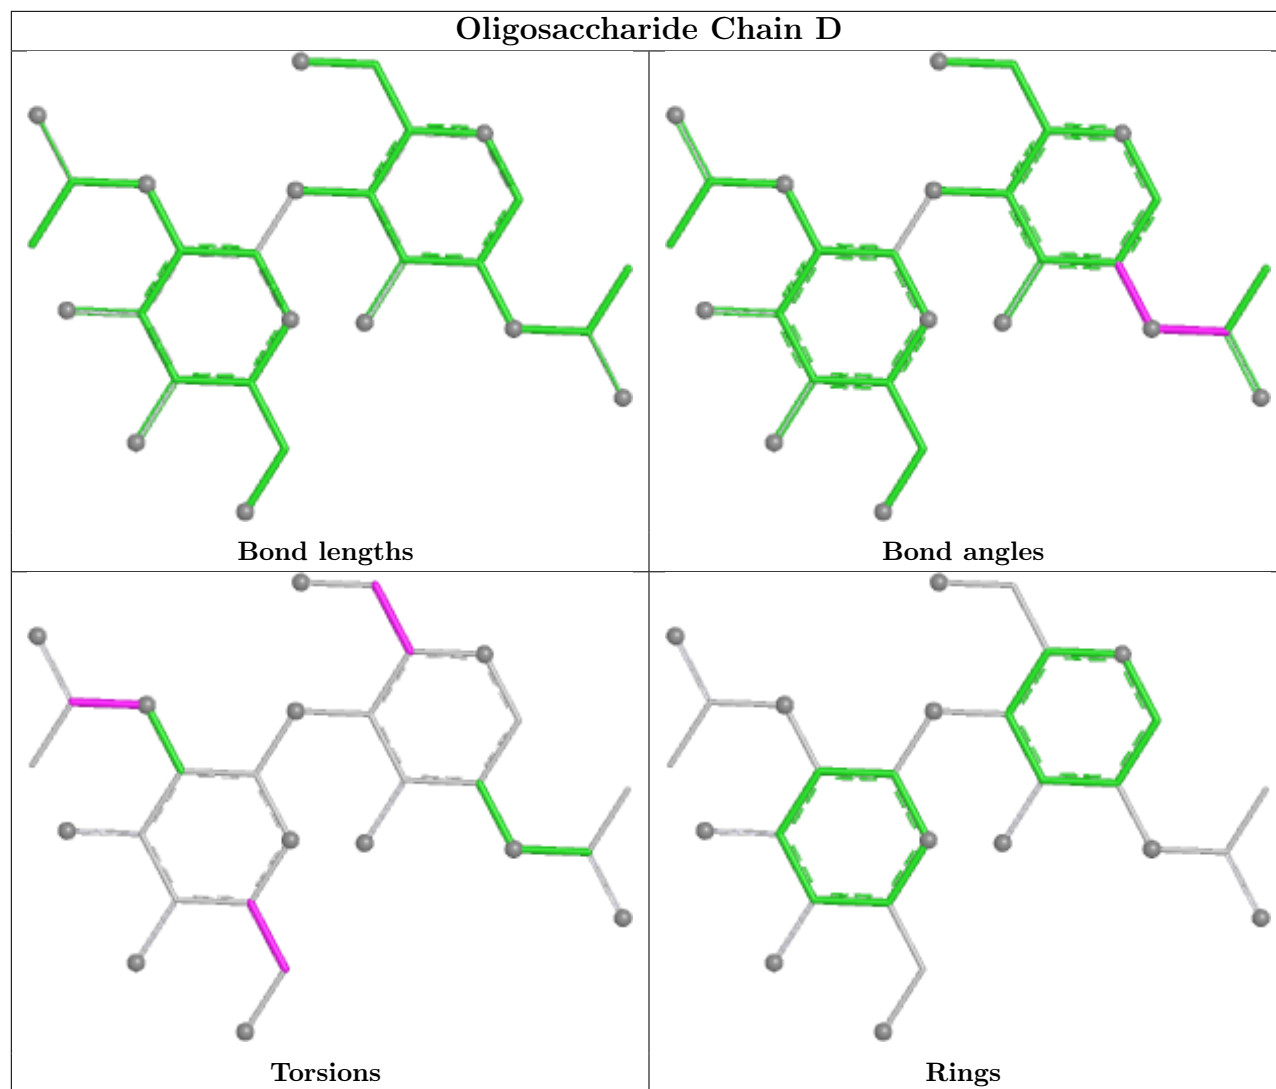 Oligosaccharide Chain D
Bond lengths
Bond angles
Torsions
Rings